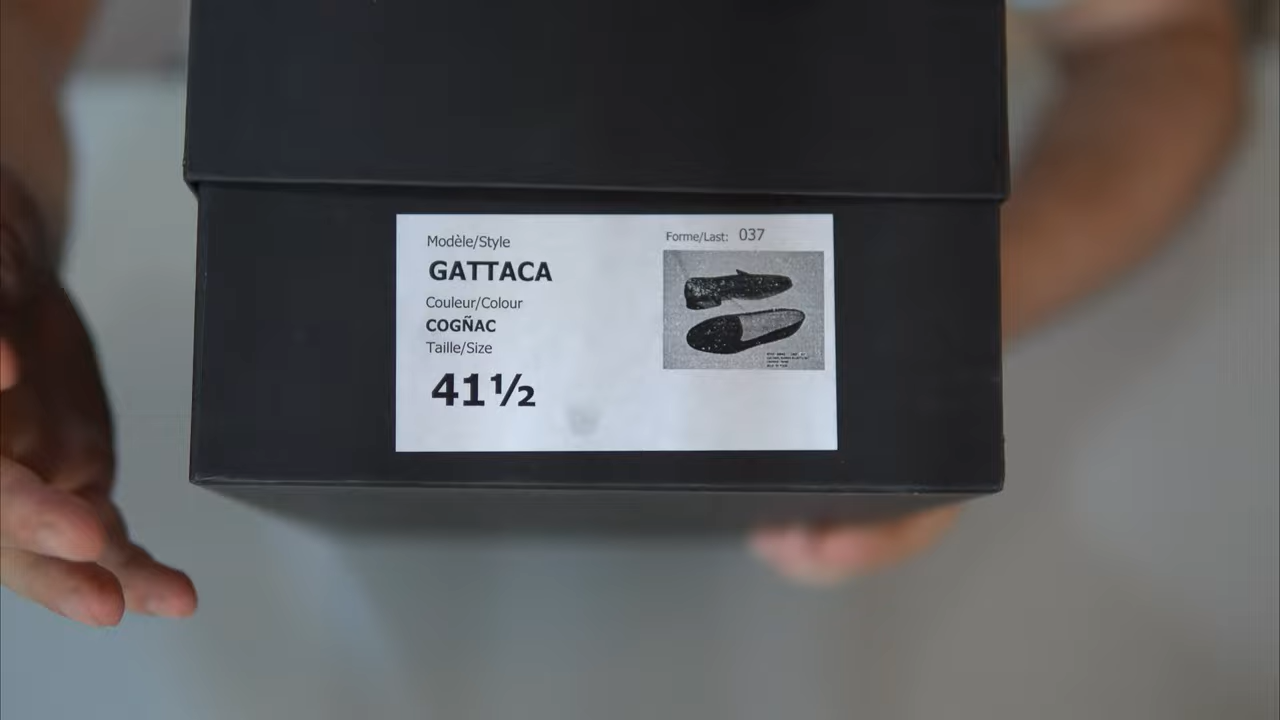 Modèle/Style
GATTACA
Couleur/Colour
COGÑAC
Taille/Size
41½
Forme/Last: 037